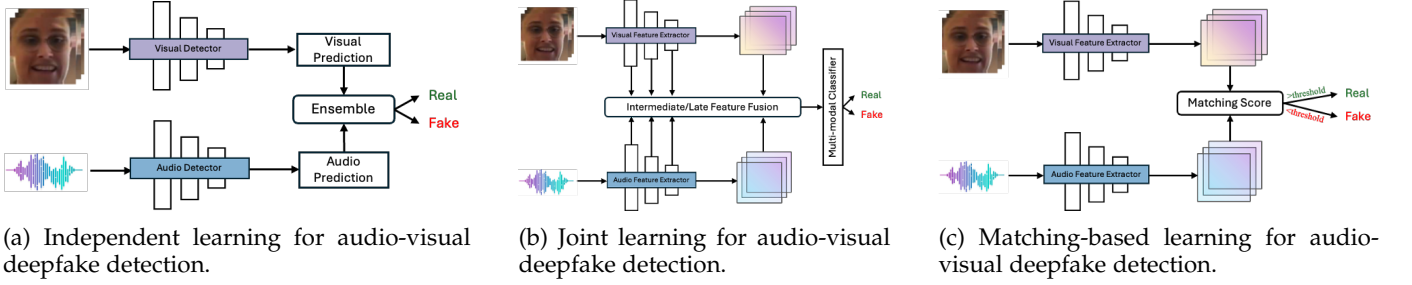 Visual Detector
Visual
Prediction
Ensemble
Real
Fake
Audio Detector
Audio
Prediction
(a) Independent learning for audio-visual
deepfake detection.
Visual Feature Extractor
Intermediate/Late Feature Fusion
Multi-modal Classifier
Real
Fake
Audio Feature Extractor
(b) Joint learning for audio-visual
deepfake detection.
Visual Feature Extractor
Matching Score
>threshold
<threshold
Real
Fake
Audio Feature Extractor
(c) Matching-based learning for audio-
visual deepfake detection.